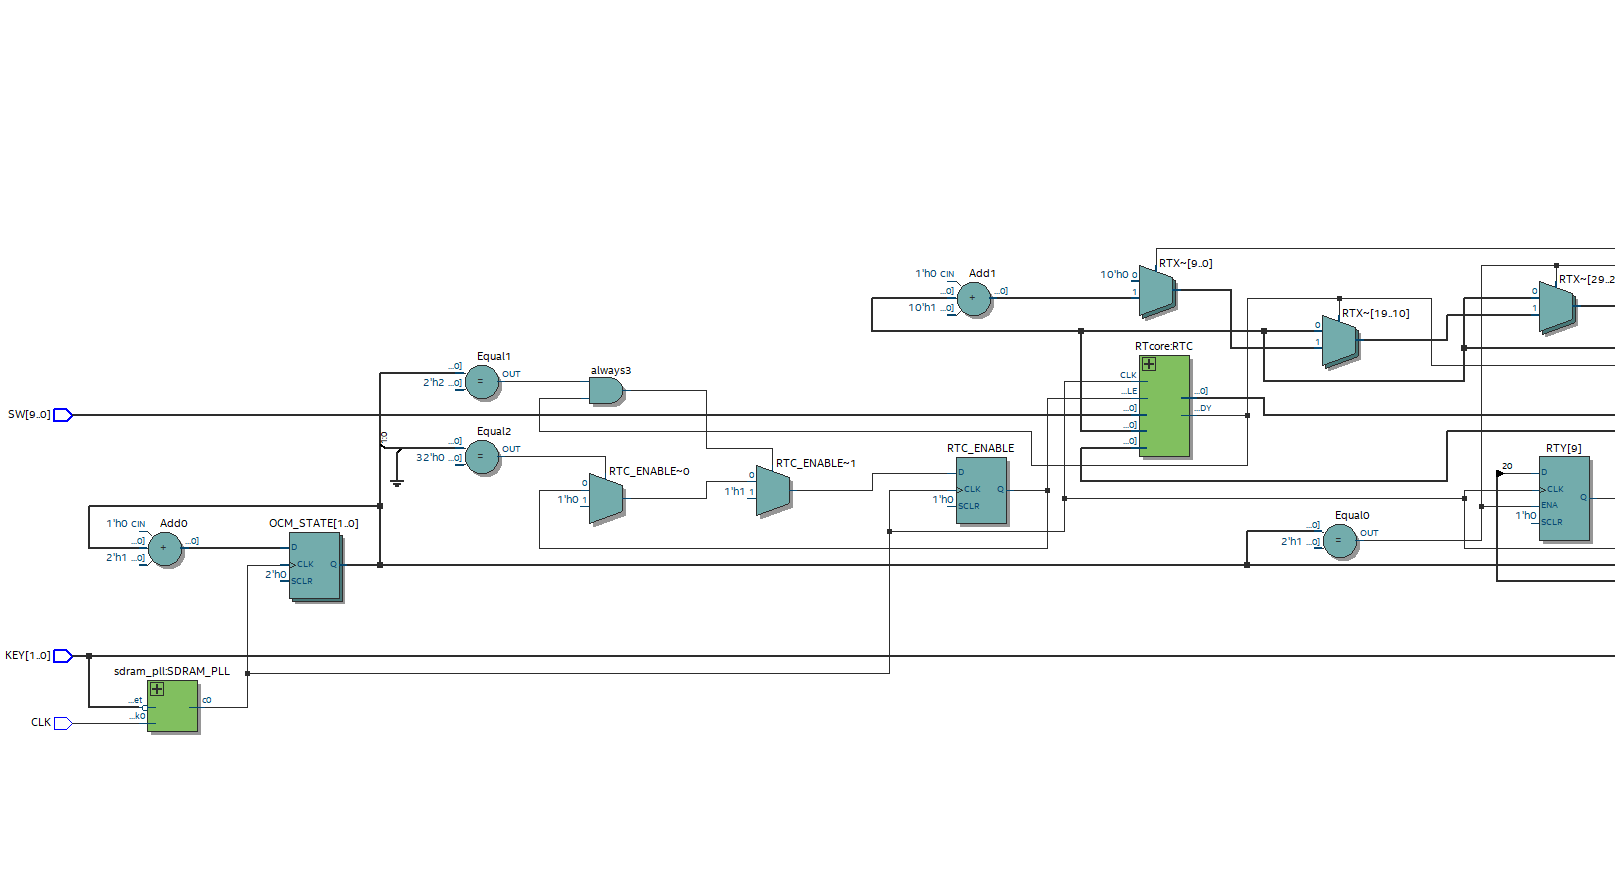 RTX~[9..0]
1'h0 CIN
Add1
10'h0 0
1
...0]
...0]
10'h1 ...0]
RTX~[29..2
0
1
RTX~[19..10]
0
1
RTcore:RTC
CLK
...LE
...0]
...0]
...0]
...0]
...DY
Equal1
...0]
2'h2 ...0]
=
OUT
always3
SW[9..0]
1:0
Equal2
...0]
32'h0 ...0]
=
OUT
RTC_ENABLE~0
0
1'h0 1
RTC_ENABLE~1
0
1'h1 1
RTC_ENABLE
D
CLK
Q
1'h0
SCLR
RTY[9]
20
D
CLK
Q
ENA
1'h0
SCLR
Equal0
...0]
2'h1 ...0]
=
OUT
1'h0 CIN
Add0
...0]
...0]
2'h1 ...0]
+
OCM_STATE[1..0]
D
CLK
Q
2'h0
SCLR
KEY[1..0]
sdram_pll:SDRAM_PLL
...et
c0
...k0
CLK